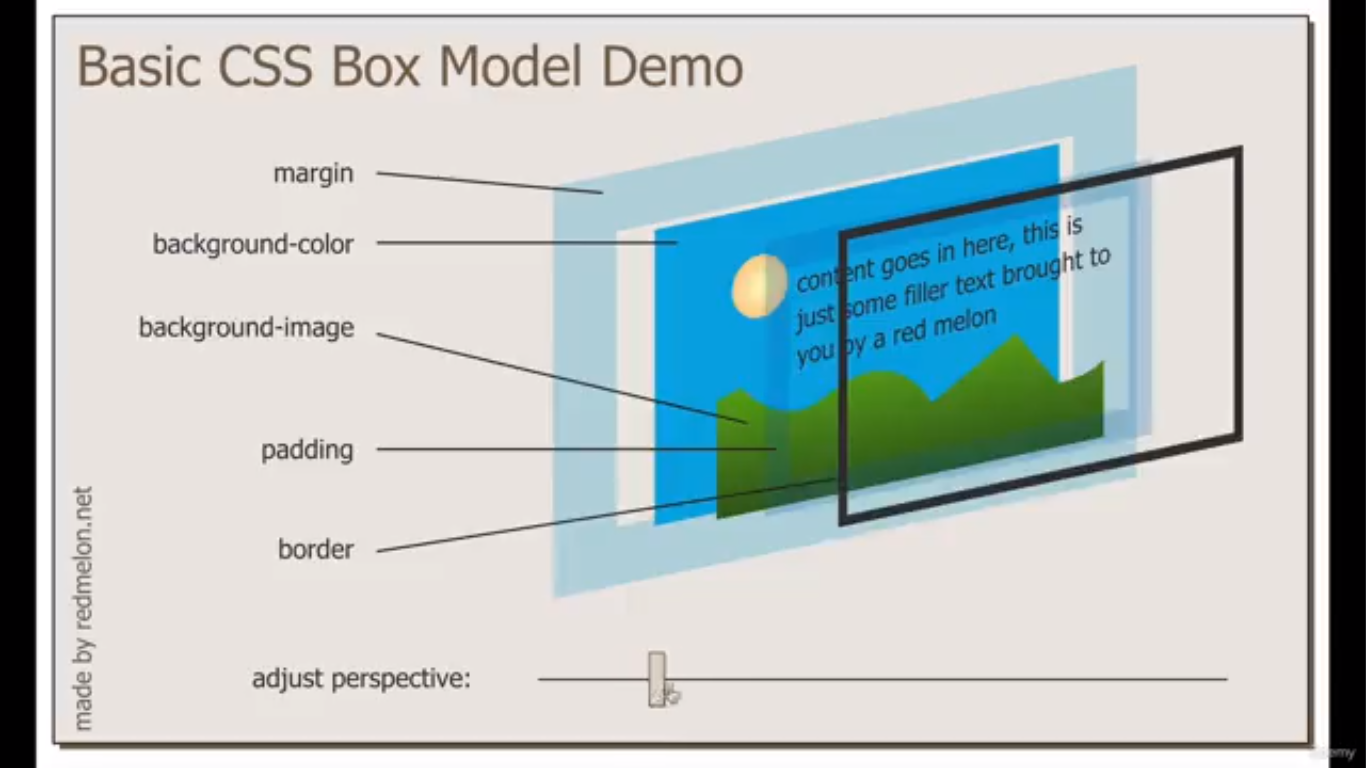 Basic CSS Box Model Demo
margin
background-color
background-image
padding
border
content goes in here, this is
just some filler text brought to
you by a red melon
adjust perspective:
made by redmelon.net